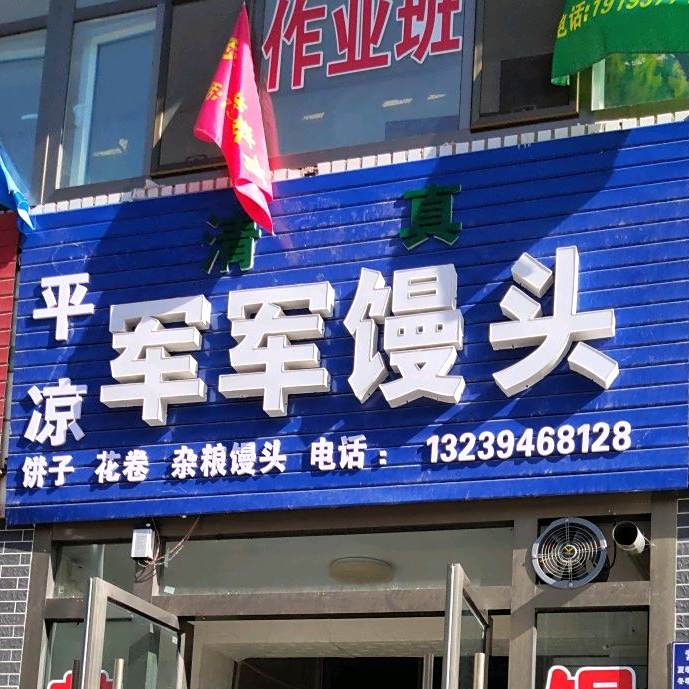 作业班
清真
平凉
军军馒头
饼子 花卷 杂粮馒头 电话： 13239468128